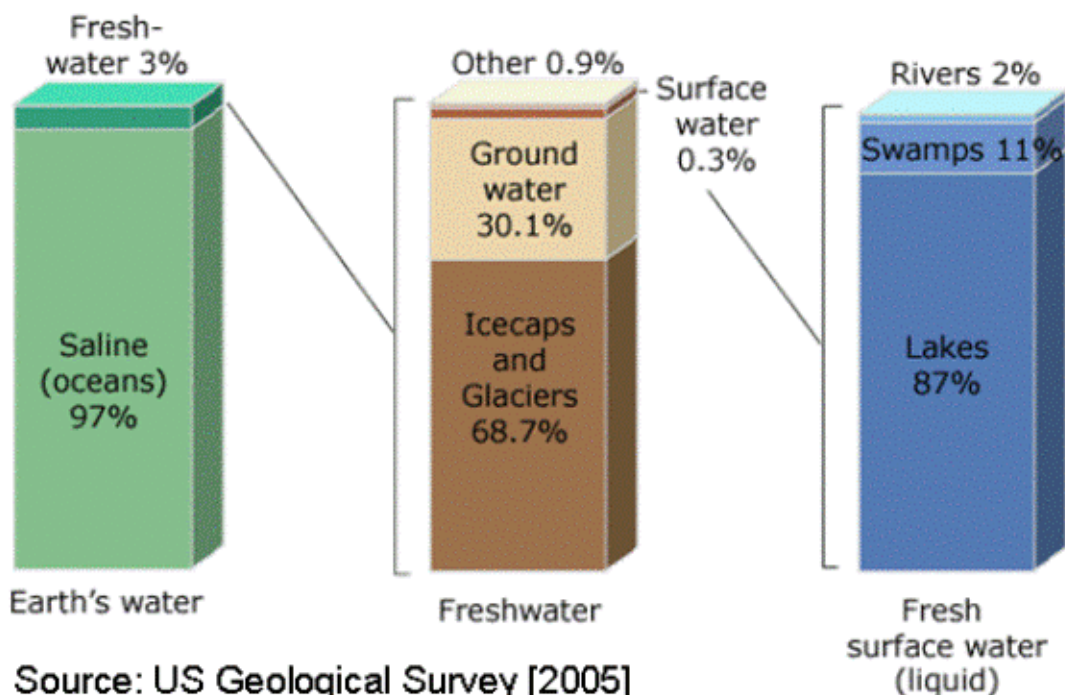 Fresh-
water 3%
Saline
(oceans)
97%
Earth's water
Other 0.9%
Surface
water
0.3%
Ground
water
30.1%
Icecaps
and
Glaciers
68.7%
Freshwater
Rivers 2%
Swamps 11%
Lakes
87%
Fresh
surface water
(liquid)
Source: US Geological Survey [2005]